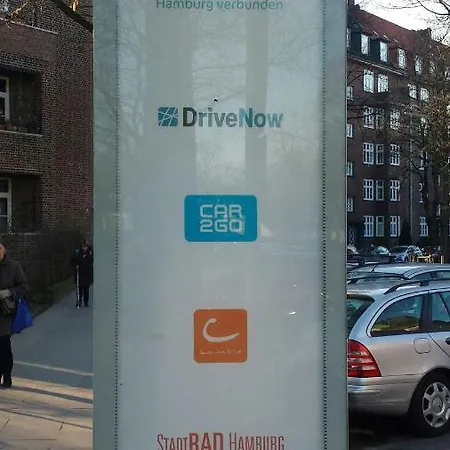 Hamburg verbunden
DriveNow
CAR
2GO
STADTRAD HAMBURG